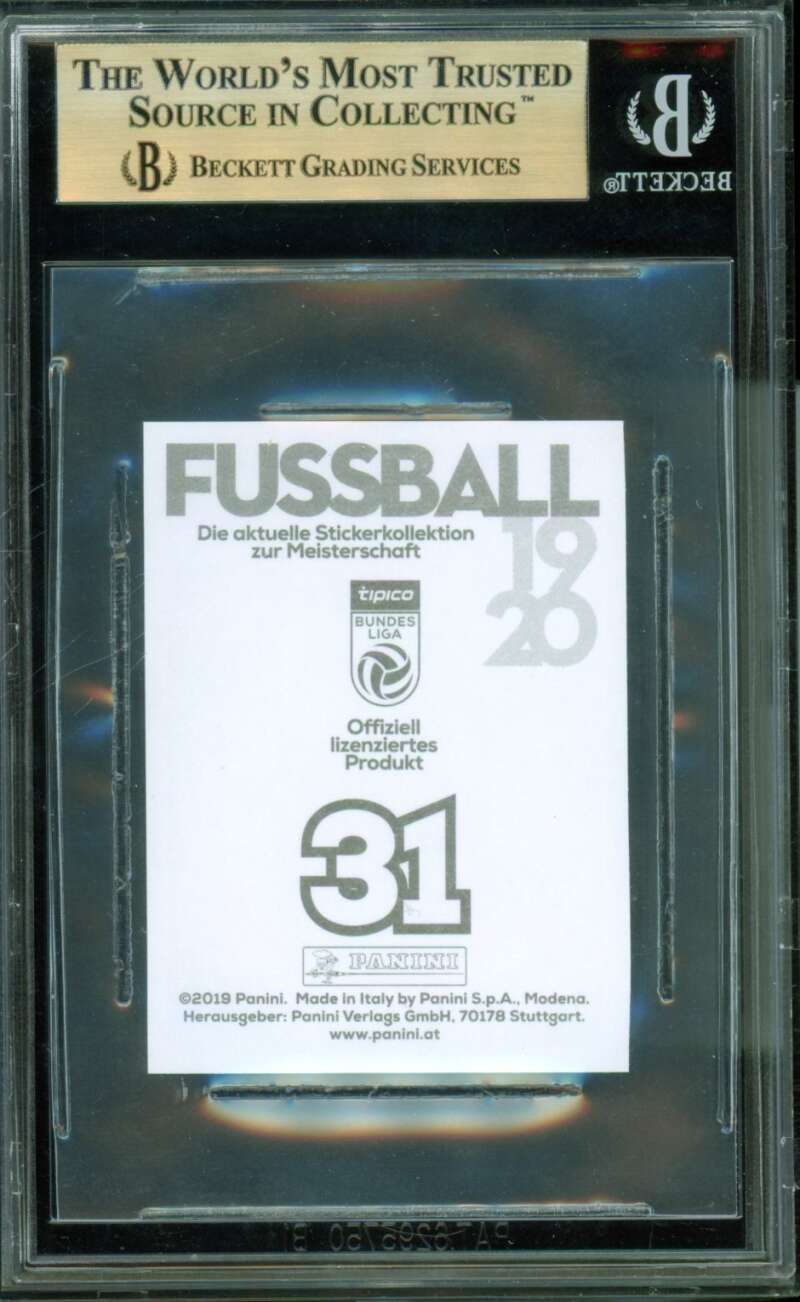 THE WORLD'S MOST TRUSTED
SOURCE IN COLLECTING™
B BECKETT GRADING SERVICES
B
BECKETT®
FUSSBALL
Die aktuelle Stickerkollektion
zur Meisterschaft
19
20
tipico
BUNDES
LIGA
Offiziell
lizenziertes
Produkt
31
PANINI
©2019 Panini. Made in Italy by Panini S.p.A., Modena.
Herausgeber: Panini Verlags GmbH, 70178 Stuttgart.
www.panini.at